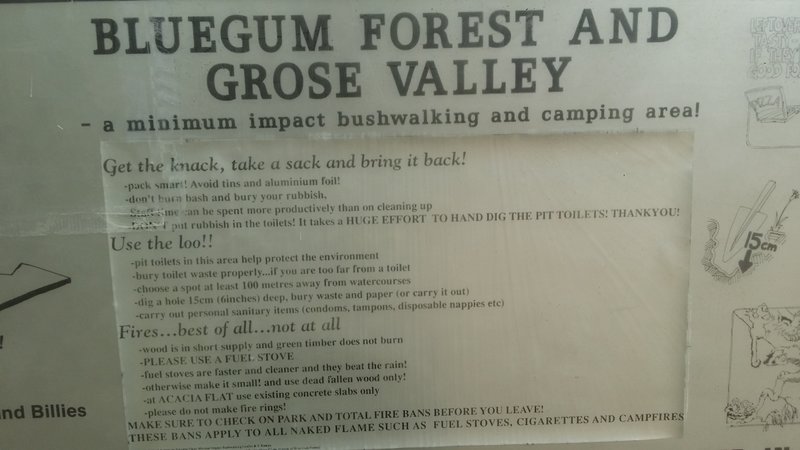 BLUEGUM FOREST AND
GROSE VALLEY
- a minimum impact bushwalking and camping area!
Get the knack, take a sack and bring it back!
-pack smart! Avoid tins and aluminium foil!
-don't burn bash and bury your rubbish,
Staff time can be spent more productively than on cleaning up
-DON'T put rubbish in the toilets! It takes a HUGE EFFORT TO HAND DIG THE PIT TOILETS! THANKYOU!
Use the loo!!
-pit toilets in this area help protect the environment
-bury toilet waste properly...if you are too far from a toilet
-choose a spot at least 100 metres away from watercourses
-dig a hole 15cm (6inches) deep, bury waste and paper (or carry it out)
-carry out personal sanitary items (condoms, tampons, disposable nappies etc)
Fires...best of all...not at all
-wood is in short supply and green timber does not burn
-PLEASE USE A FUEL STOVE
-fuel stoves are faster and cleaner and they beat the rain!
-otherwise make it small! and use dead fallen wood only!
-at ACACIA FLAT use existing concrete slabs only
-please do not make fire rings!
MAKE SURE TO CHECK ON PARK AND TOTAL FIRE BANS BEFORE YOU LEAVE!
THESE BANS APPLY TO ALL NAKED FLAME SUCH AS FUEL STOVES, CIGARETTES AND CAMPFIRES
nd Billies
15cm
PIZZA